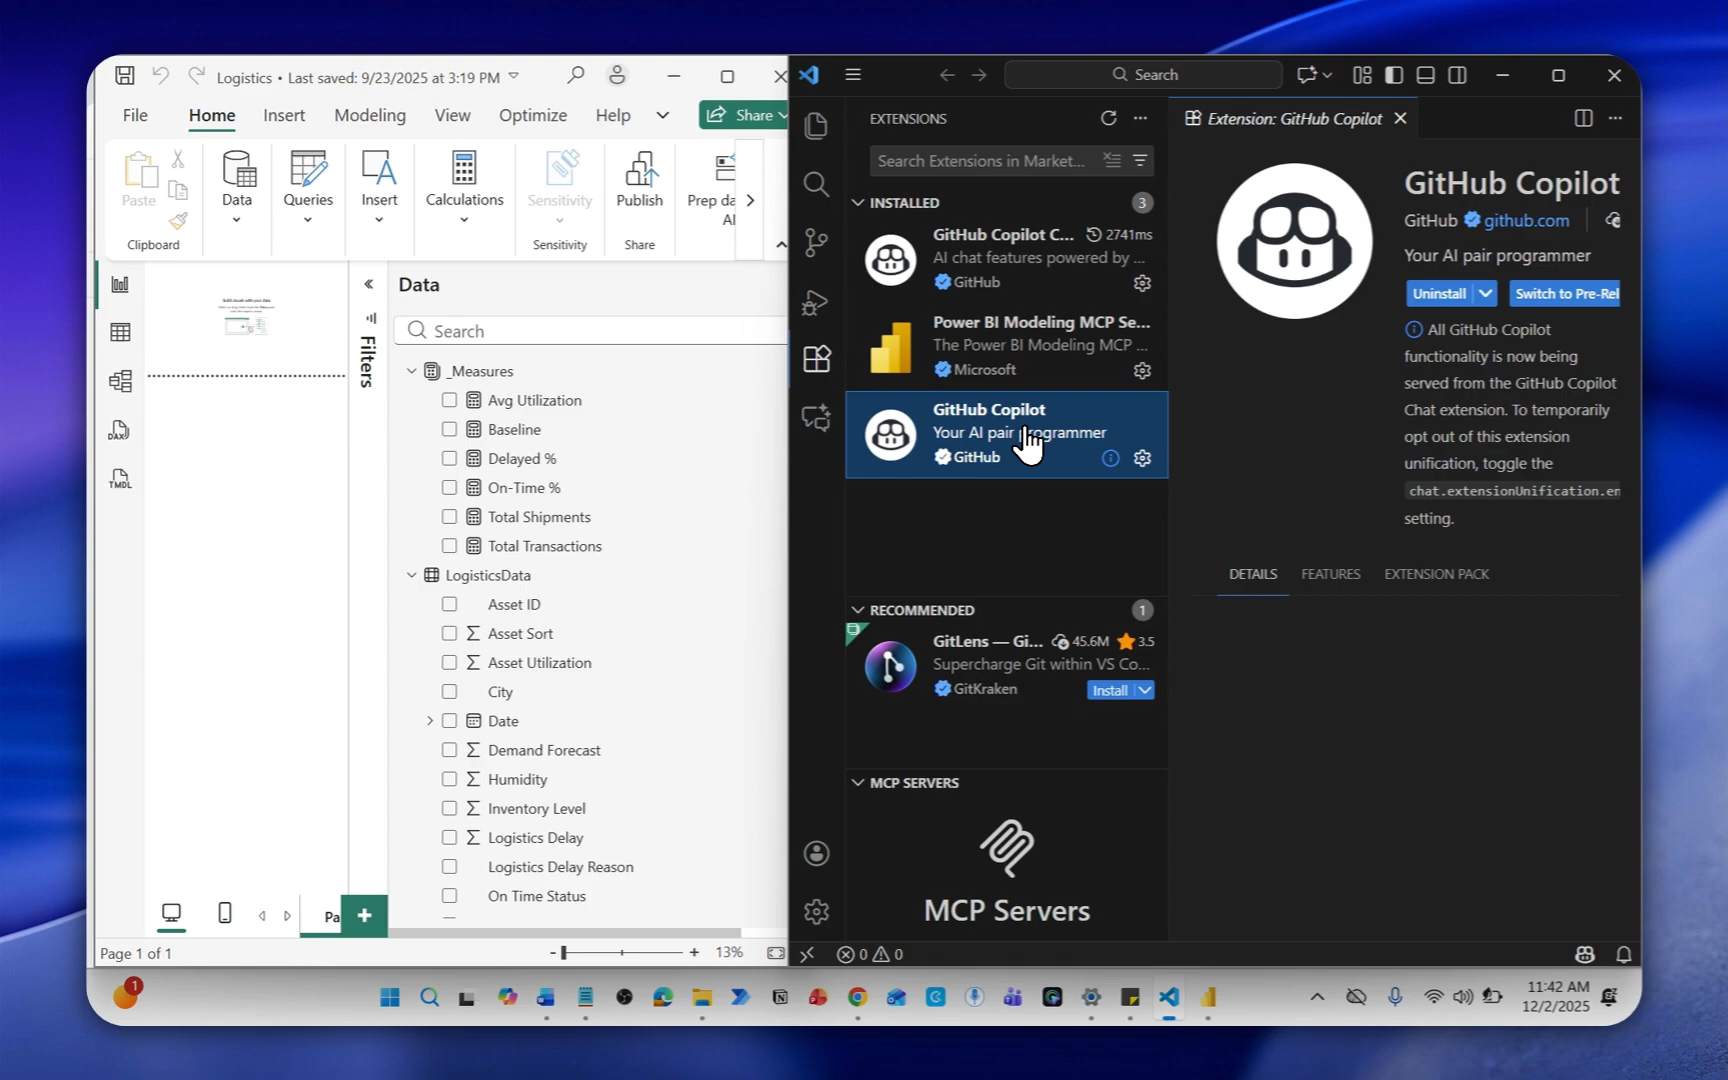 Logistics • Last saved: 9/23/2025 at 3:19 PM
File Home Insert Modeling View Optimize Help Share
Paste
Clipboard
Data
Queries
Insert
Calculations
Sensitivity
Sensitivity
Publish
Share
Prep da
AI
Filters
Data
Search
_Measures
Avg Utilization
Baseline
Delayed %
On-Time %
Total Shipments
Total Transactions
LogisticsData
Asset ID
Asset Sort
Asset Utilization
City
Date
Demand Forecast
Humidity
Inventory Level
Logistics Delay
Logistics Delay Reason
On Time Status
DAX
TMDL
Pa
Page 1 of 1
- + 13%
Search
EXTENSIONS
Search Extensions in Market...
INSTALLED 3
GitHub Copilot C... 2741ms
AI chat features powered by ...
GitHub
Power BI Modeling MCP Se...
The Power BI Modeling MCP ...
Microsoft
GitHub Copilot
Your AI pair programmer
GitHub
RECOMMENDED 1
GitLens — Gi... 45.6M 3.5
Supercharge Git within VS Co...
GitKraken Install
MCP SERVERS
MCP Servers
Extension: GitHub Copilot
GitHub Copilot
GitHub github.com
Your AI pair programmer
Uninstall Switch to Pre-Rel
All GitHub Copilot
functionality is now being
served from the GitHub Copilot
Chat extension. To temporarily
opt out of this extension
unification, toggle the
chat.extensionUnification.en
setting.
DETAILS FEATURES EXTENSION PACK
0 0
1
11:42 AM
12/2/2025